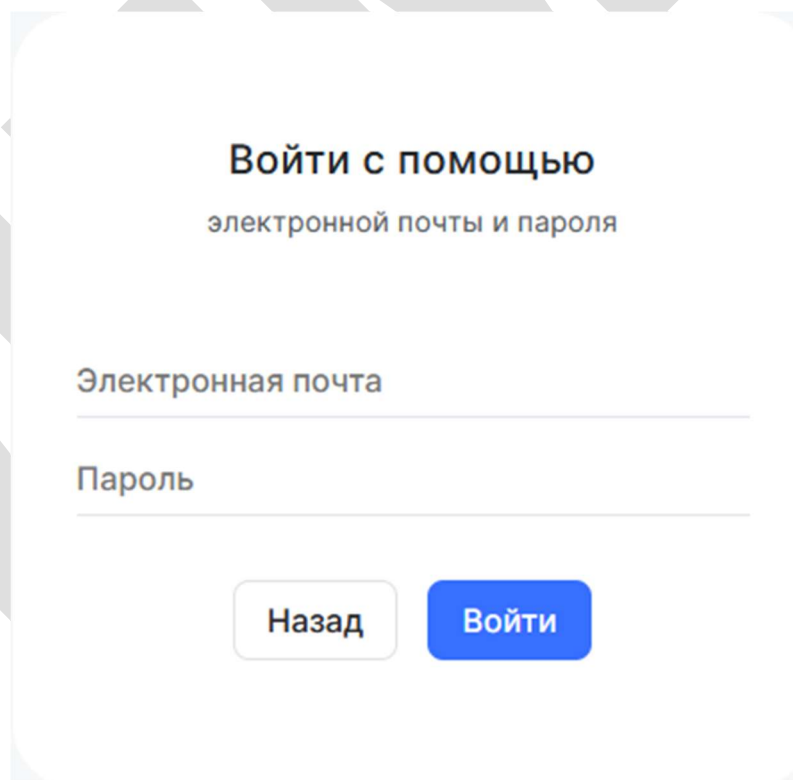 Войти с помощью
электронной почты и пароля
Электронная почта
Пароль
Назад Войти